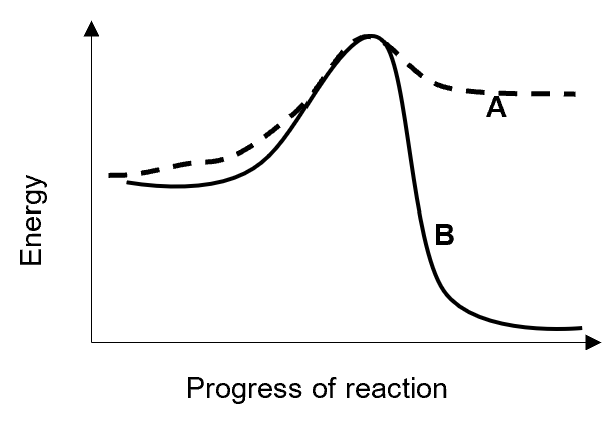 Energy
A
B
Progress of reaction